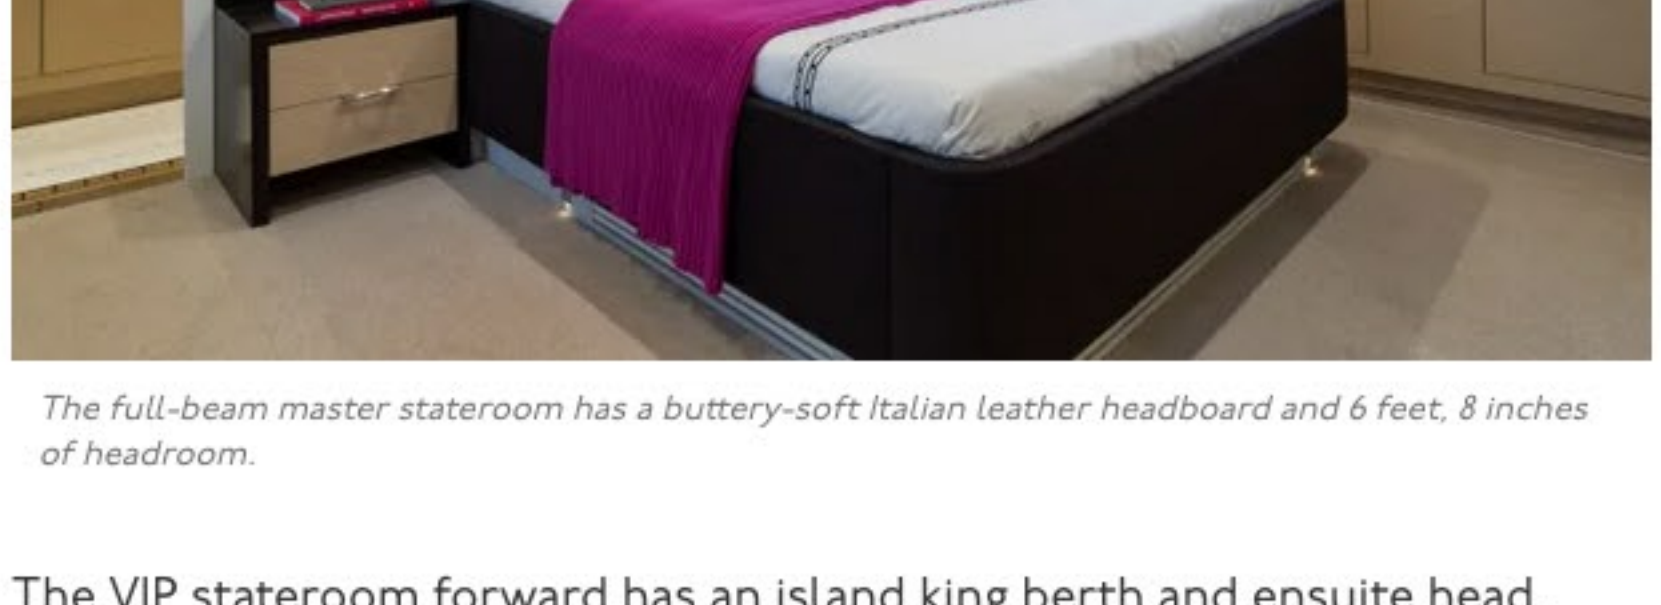 The full-beam master stateroom has a buttery-soft Italian leather headboard and 6 feet, 8 inches
of headroom.
The VIP stateroom forward has an island king berth and ensuite head